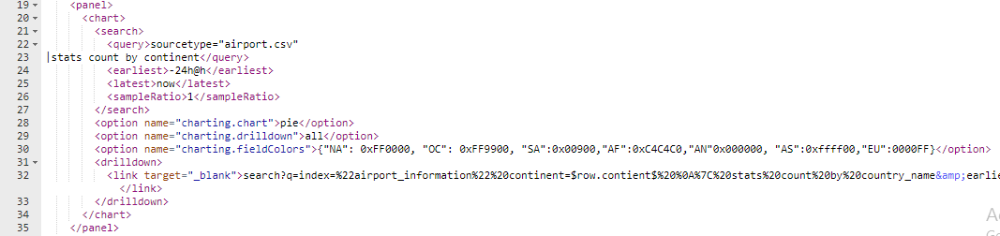 19 <panel>
20 <chart>
21 <search>
22 <query>sourcetype="airport.csv"
23 |stats count by continent</query>
24 <earliest>-24h@h</earliest>
25 <latest>now</latest>
26 <sampleRatio>1</sampleRatio>
27 </search>
28 <option name="charting.chart">pie</option>
29 <option name="charting.drilldown">all</option>
30 <option name="charting.fieldColors">{"NA": 0xFF0000, "OC": 0xFF9900, "SA":0x00900,"AF":0xC4C4C0,"AN"0x000000, "AS":0xffff00,"EU":0000FF}</option>
31 <drilldown>
32 <link target="_blank">search?q=index=%22airport_information%22%20continent=$row.contient$%20%0A%7C%20stats%20count%20by%20country_name&amp;earlie
</link>
33 </drilldown>
34 </chart>
35 </panel>